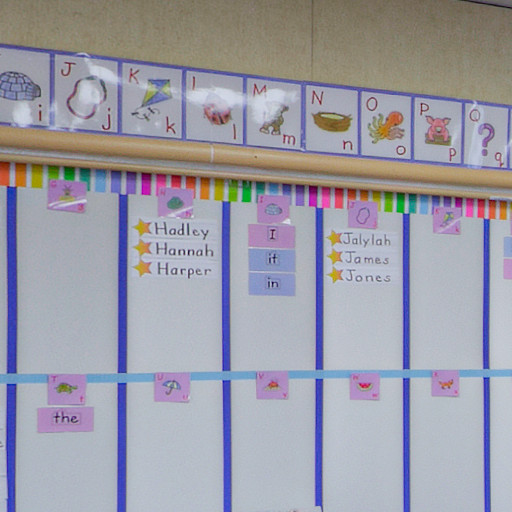 i
J j
K k
L l
M m
N n
O o
P p
Q q
Hadley
Hannah
Harper
I
it
in
Jalylah
James
Jones
the